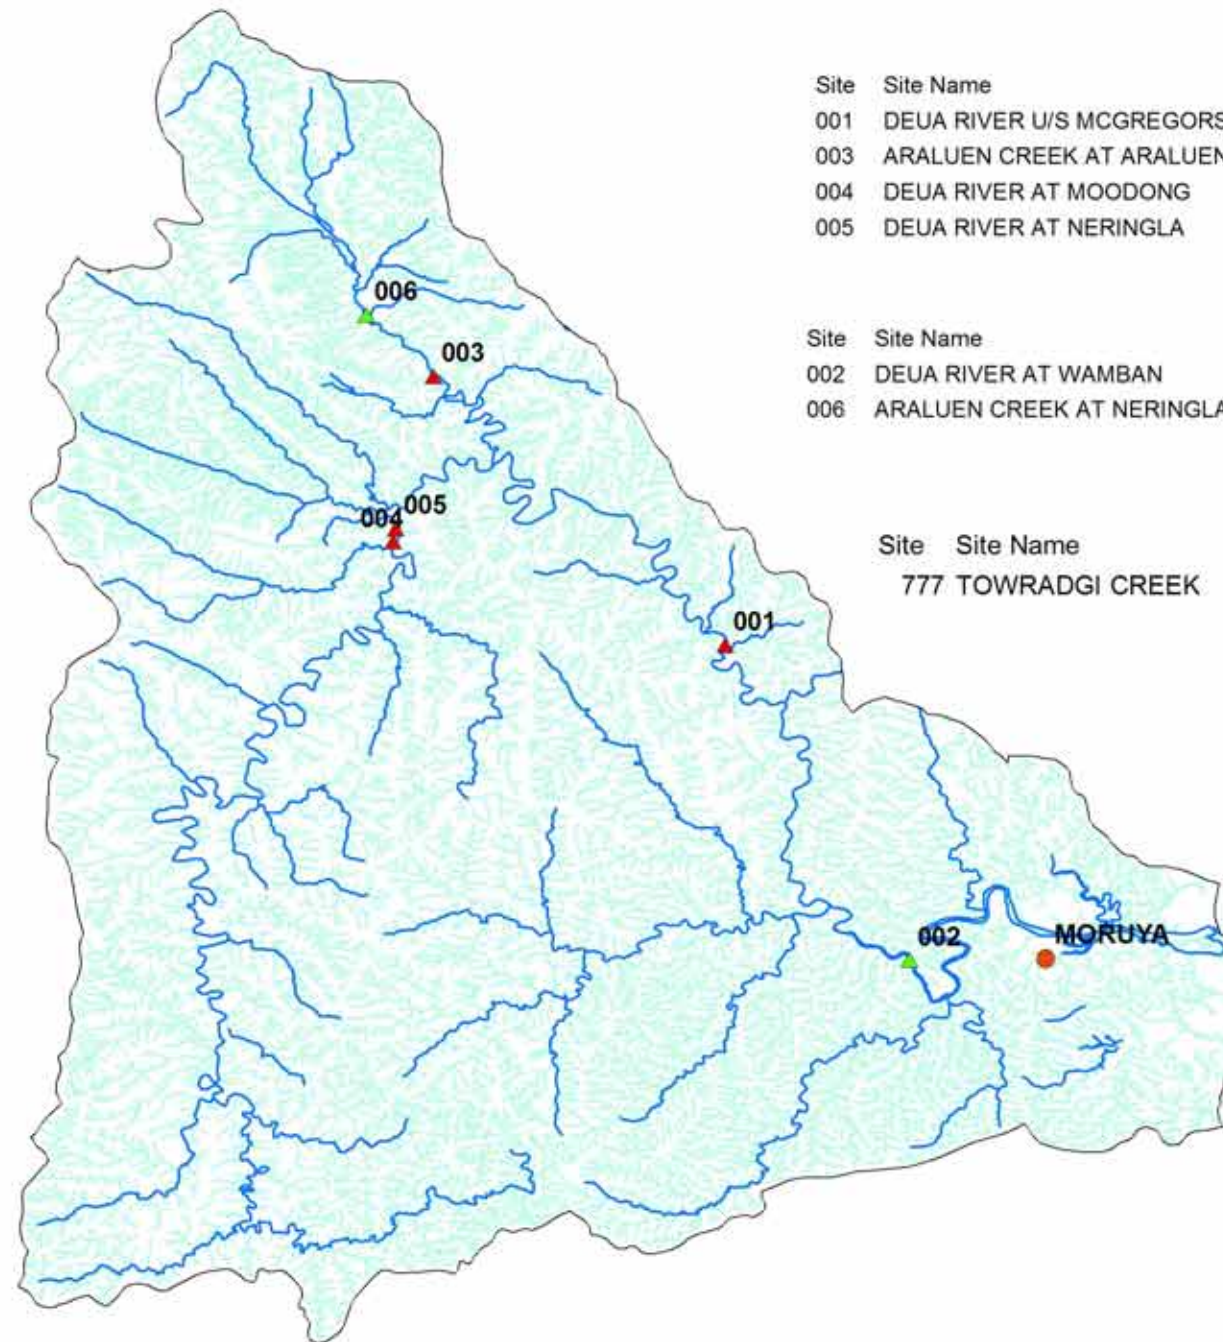 Site Site Name
001 DEUA RIVER U/S MCGREGORS
003 ARALUEN CREEK AT ARALUEN
004 DEUA RIVER AT MOODONG
005 DEUA RIVER AT NERINGLA
Site Site Name
002 DEUA RIVER AT WAMBAN
006 ARALUEN CREEK AT NERINGLA
Site Site Name
777 TOWRADGI CREEK
006
003
005
004
001
002
MORUYA